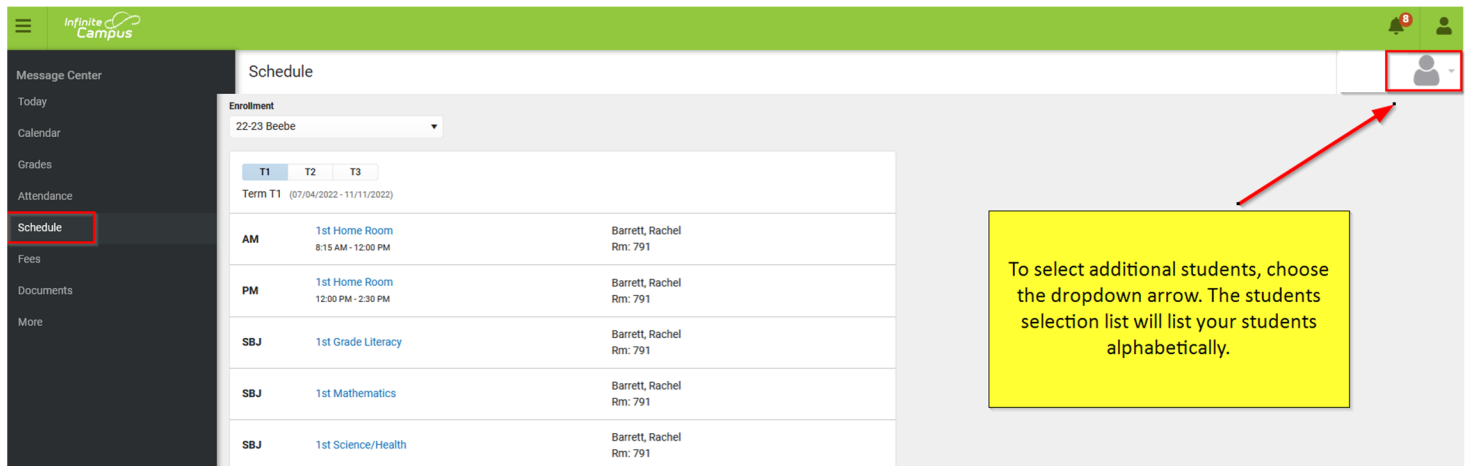 Infinite
Campus
8
Message Center
Today
Calendar
Grades
Attendance
Schedule
Fees
Documents
More
Schedule
Enrollment
22-23 Beebe
T1 T2 T3
Term T1 (07/04/2022 - 11/11/2022)
AM 1st Home Room Barrett, Rachel
8:15 AM - 12:00 PM Rm: 791
PM 1st Home Room Barrett, Rachel
12:00 PM - 2:30 PM Rm: 791
SBJ 1st Grade Literacy Barrett, Rachel
Rm: 791
SBJ 1st Mathematics Barrett, Rachel
Rm: 791
SBJ 1st Science/Health Barrett, Rachel
Rm: 791
To select additional students, choose
the dropdown arrow. The students
selection list will list your students
alphabetically.